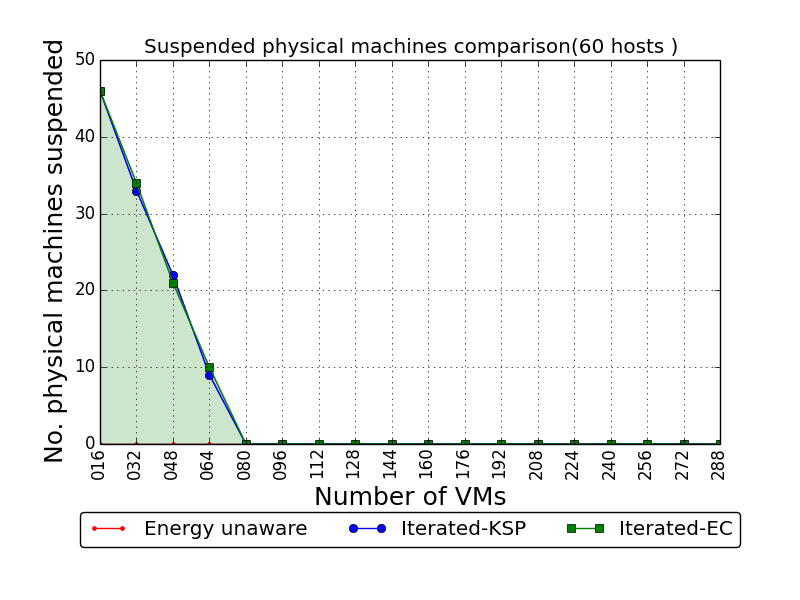 Suspended physical machines comparison(60 hosts )
No. physical machines suspended
50
40
30
20
10
0
016 032 048 064 080 096 112 128 144 160 176 192 208 224 240 256 272 288
Number of VMs
Energy unaware Iterated-KSP Iterated-EC